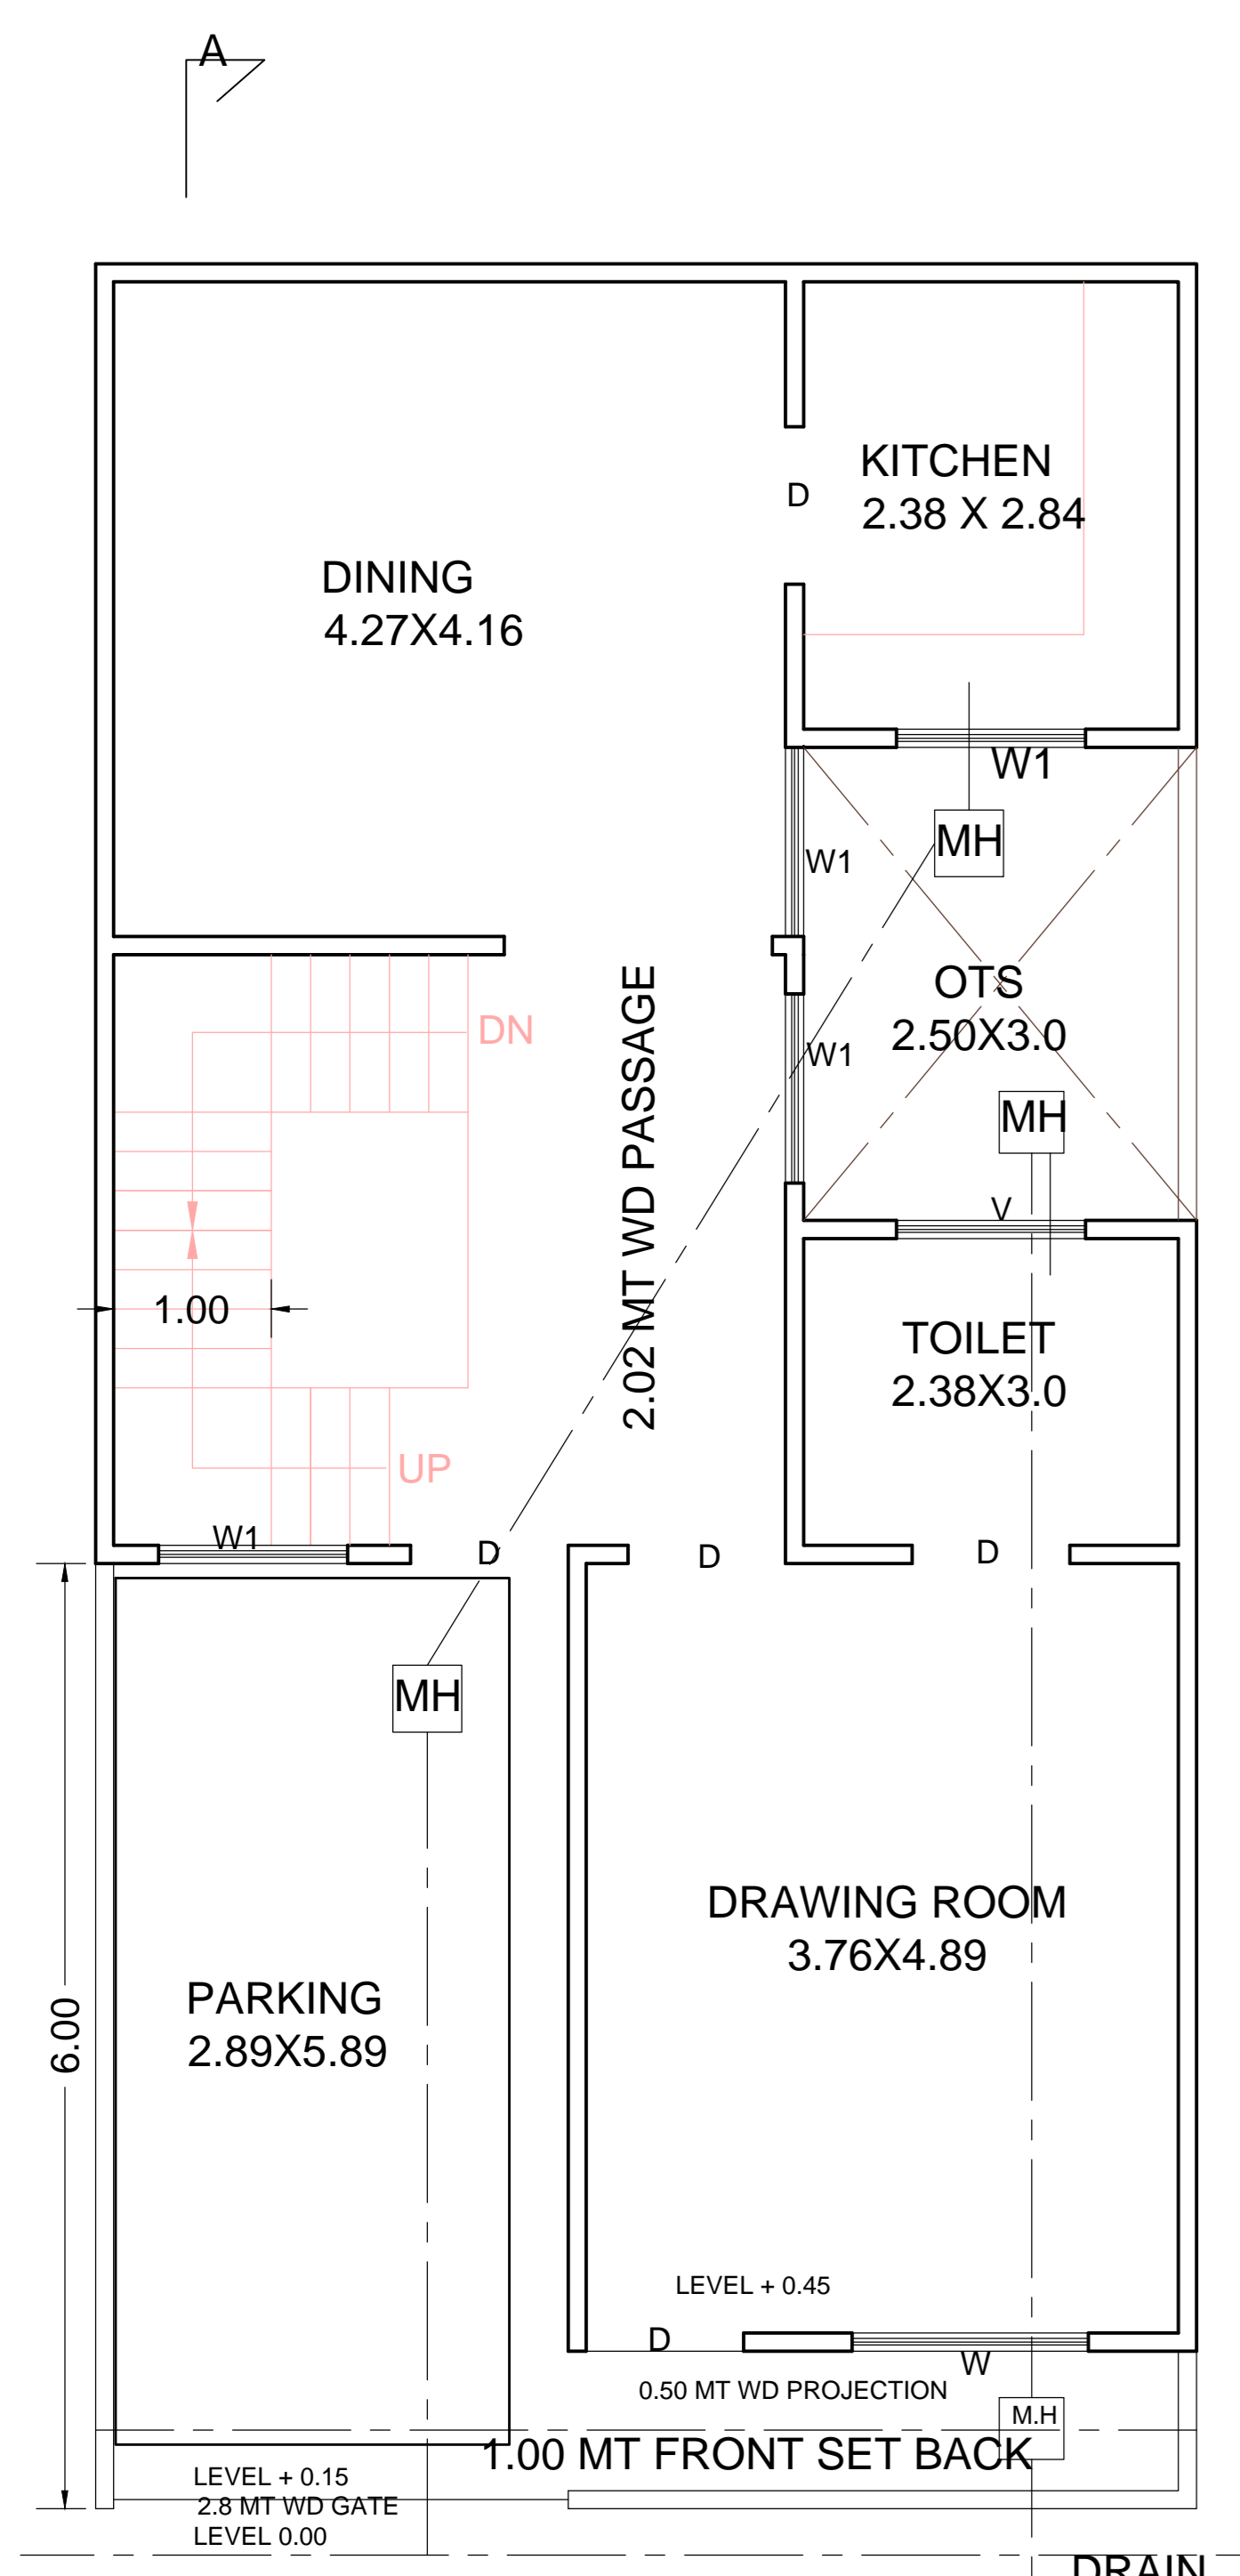 A
KITCHEN
2.38 X 2.84
D
DINING
4.27X4.16
W1
MH
W1
OTS
2.50X3.0
DN
W1
2.02 MT WD PASSAGE
MH
V
1.00
TOILET
2.38X3.0
UP
W1
D
D
D
MH
DRAWING ROOM
3.76X4.89
PARKING
2.89X5.89
6.00
LEVEL + 0.45
D
W
0.50 MT WD PROJECTION
M.H
1.00 MT FRONT SET BACK
LEVEL + 0.15
2.8 MT WD GATE
LEVEL 0.00
DRAIN